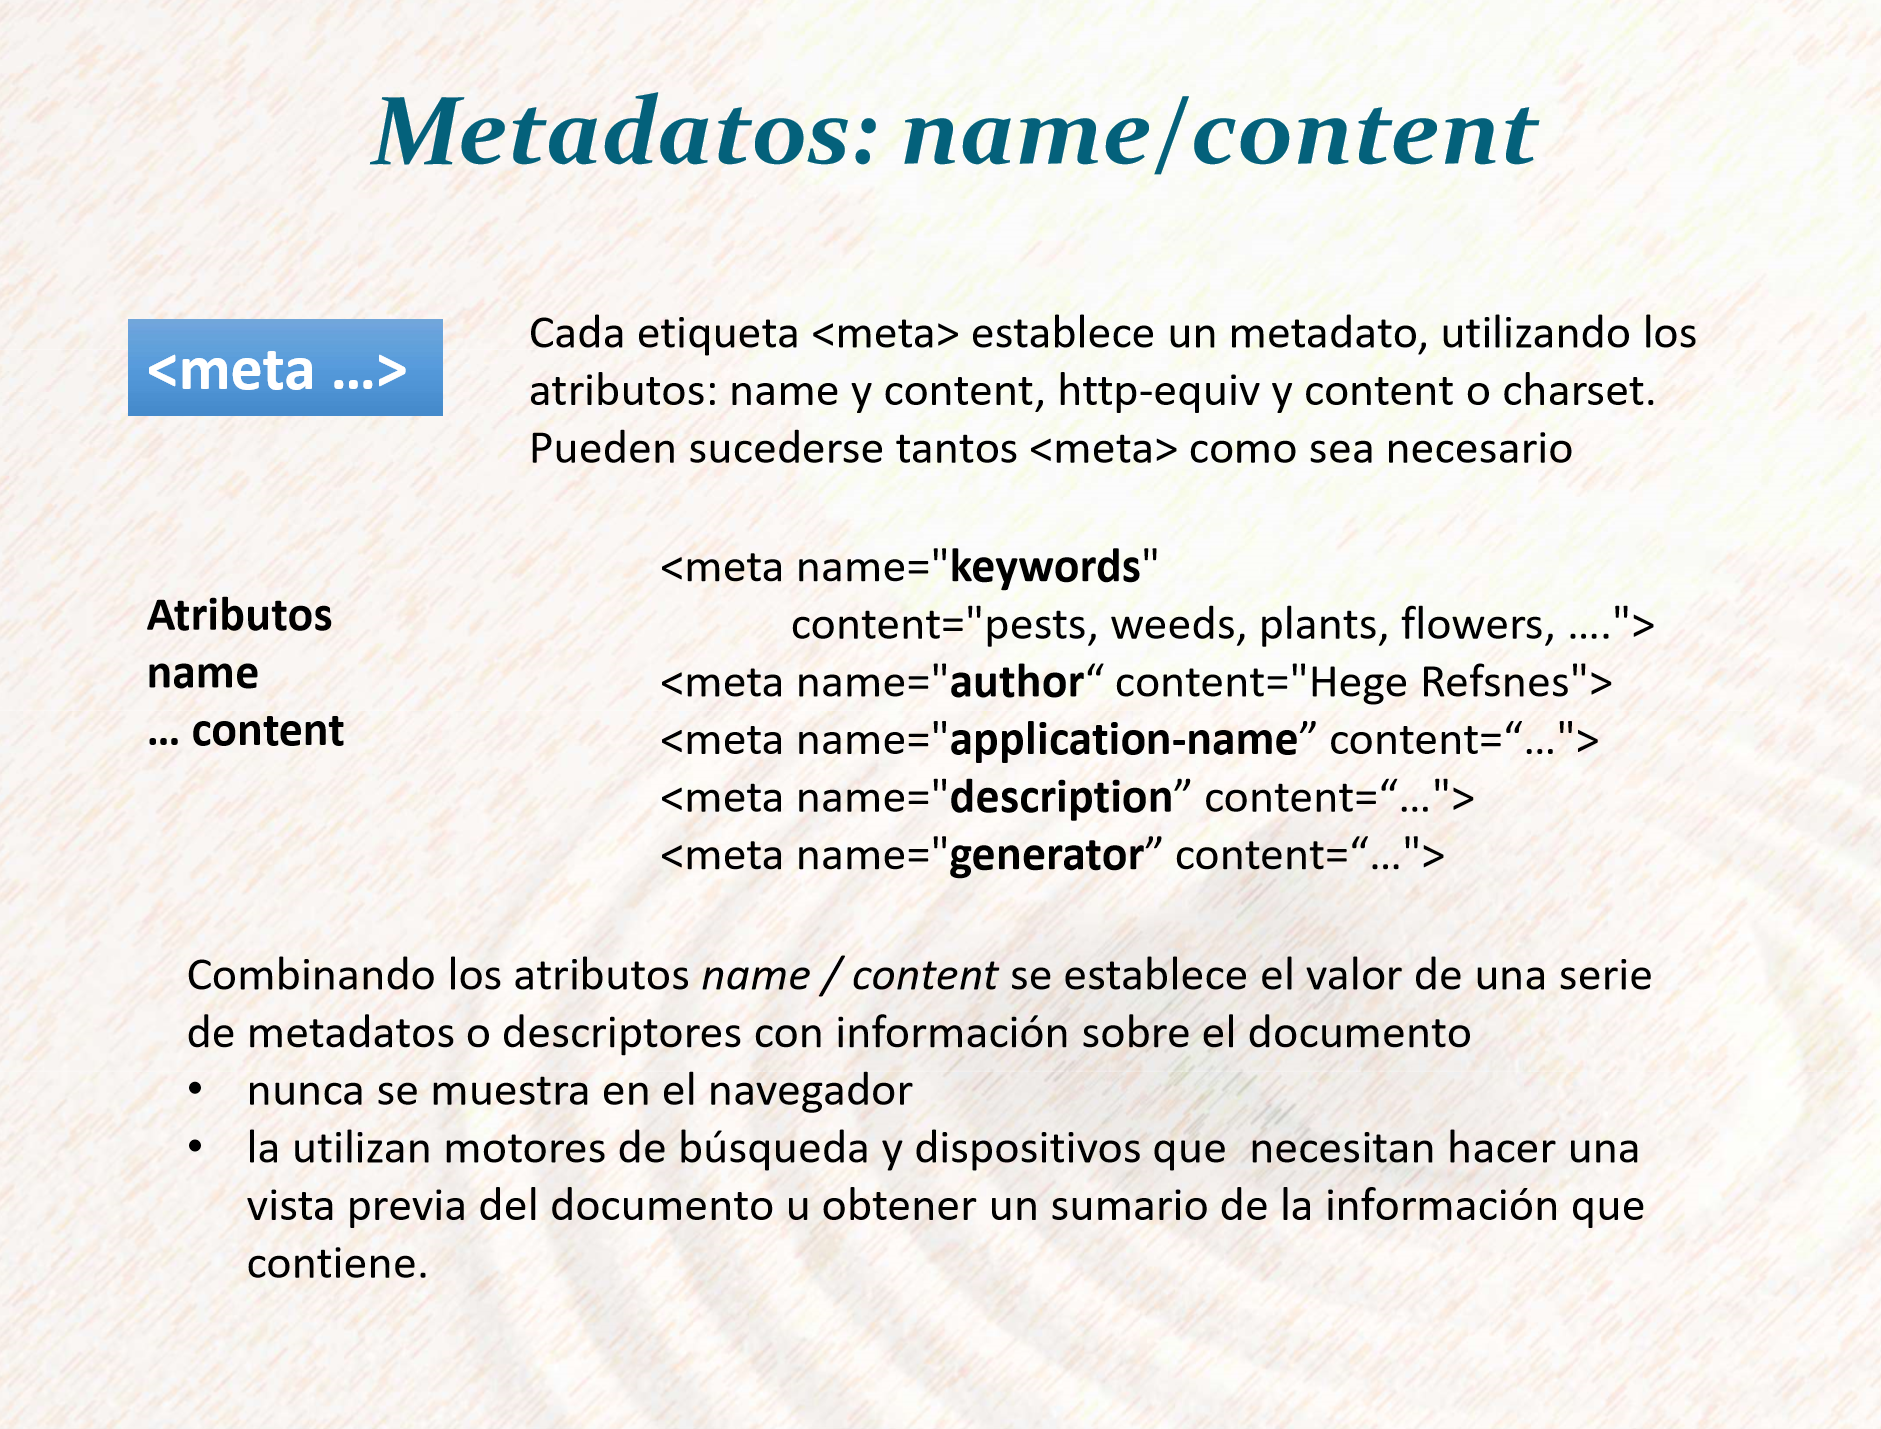 Metadatos: name/content
<meta …>
Cada etiqueta <meta> establece un metadato, utilizando los
atributos: name y content, http-equiv y content o charset.
Pueden sucederse tantos <meta> como sea necesario
Atributos
name
… content
<meta name="keywords"
content="pests, weeds, plants, flowers, ….">
<meta name="author“ content="Hege Refsnes">
<meta name="application-name” content=“…">
<meta name="description” content=“…">
<meta name="generator” content=“…">
Combinando los atributos name / content se establece el valor de una serie
de metadatos o descriptores con información sobre el documento
• nunca se muestra en el navegador
• la utilizan motores de búsqueda y dispositivos que  necesitan hacer una
vista previa del documento u obtener un sumario de la información que
contiene.